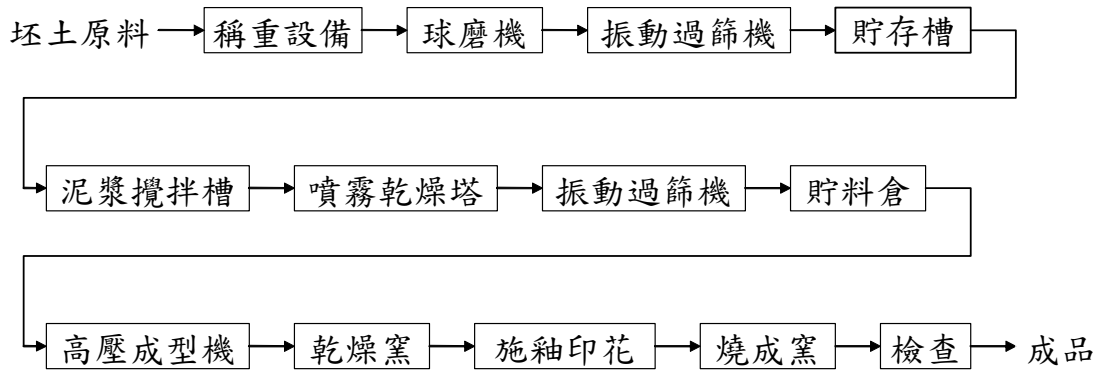 坯土原料 稱重設備 球磨機 振動過篩機 貯存槽
泥漿攪拌槽 噴霧乾燥塔 振動過篩機 貯料倉
高壓成型機 乾燥窯 施釉印花 燒成窯 檢查 成品